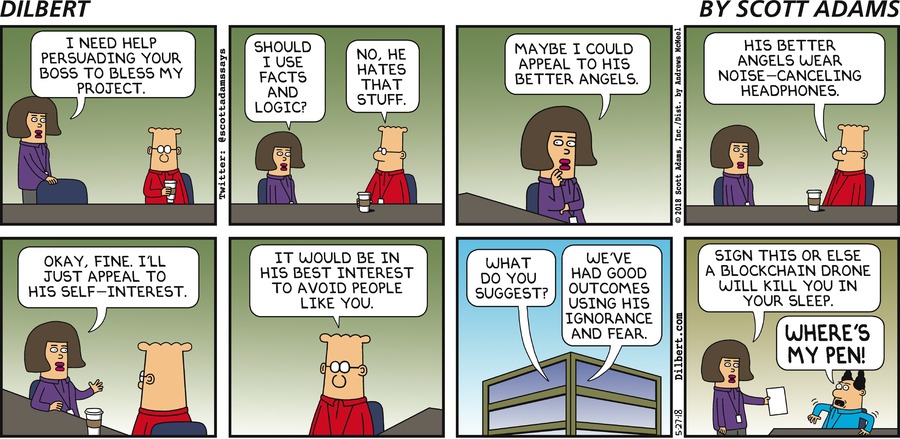 DILBERT
BY SCOTT ADAMS
I NEED HELP
PERSUADING YOUR
BOSS TO BLESS MY
PROJECT.
Twitter: @scottadamssays
SHOULD
I USE
FACTS
AND
LOGIC?
NO, HE
HATES
THAT
STUFF.
MAYBE I COULD
APPEAL TO HIS
BETTER ANGELS.
© 2018 Scott Adams, Inc./Dist. by Andrews McMeel
HIS BETTER
ANGELS WEAR
NOISE-CANCELING
HEADPHONES.
OKAY, FINE. I'LL
JUST APPEAL TO
HIS SELF-INTEREST.
IT WOULD BE IN
HIS BEST INTEREST
TO AVOID PEOPLE
LIKE YOU.
WHAT
DO YOU
SUGGEST?
WE'VE
HAD GOOD
OUTCOMES
USING HIS
IGNORANCE
AND FEAR.
5-27-18 Dilbert.com
SIGN THIS OR ELSE
A BLOCKCHAIN DRONE
WILL KILL YOU IN
YOUR SLEEP.
WHERE'S
MY PEN!